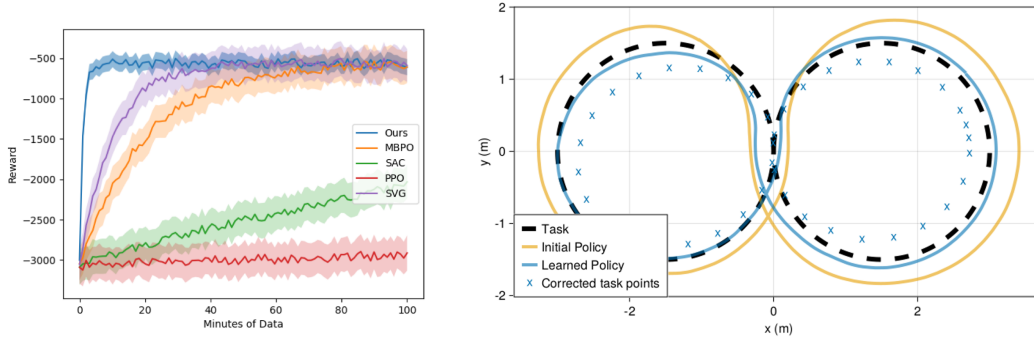 −500
−1000
−1500
−2000
−2500
−3000
Reward
0
20
40
60
80
100
Minutes of Data
Ours
MBPO
SAC
PPO
SVG
2
1
0
-1
-2
y (m)
-2
0
2
x (m)
Task
Initial Policy
Learned Policy
Corrected task points